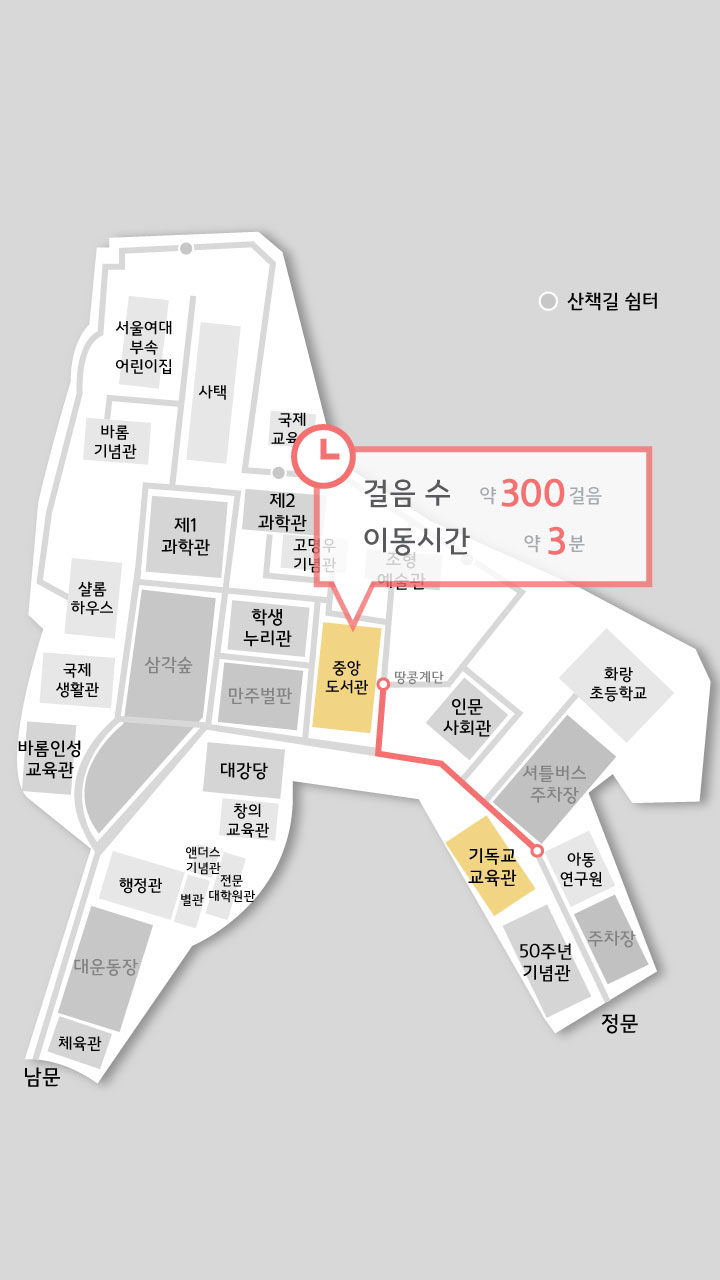 산책길 쉼터
서울여대
부속
어린이집
사택
바롬
기념관
국제
교육
걸음 수 약 300 걸음
이동시간 약 3 분
제1
과학관
제2
과학관
고명우
기념관
조형
예술관
샬롬
하우스
학생
누리관
삼각숲
만주벌판
중앙
도서관
땅콩계단
국제
생활관
인문
사회관
화랑
초등학교
바롬인성
교육관
대강당
셔틀버스
주차장
창의
교육관
앤더스
기념관
전문
대학원관
별관
행정관
기독교
교육관
아동
연구원
대운동장
50주년
기념관
주차장
체육관
정문
남문